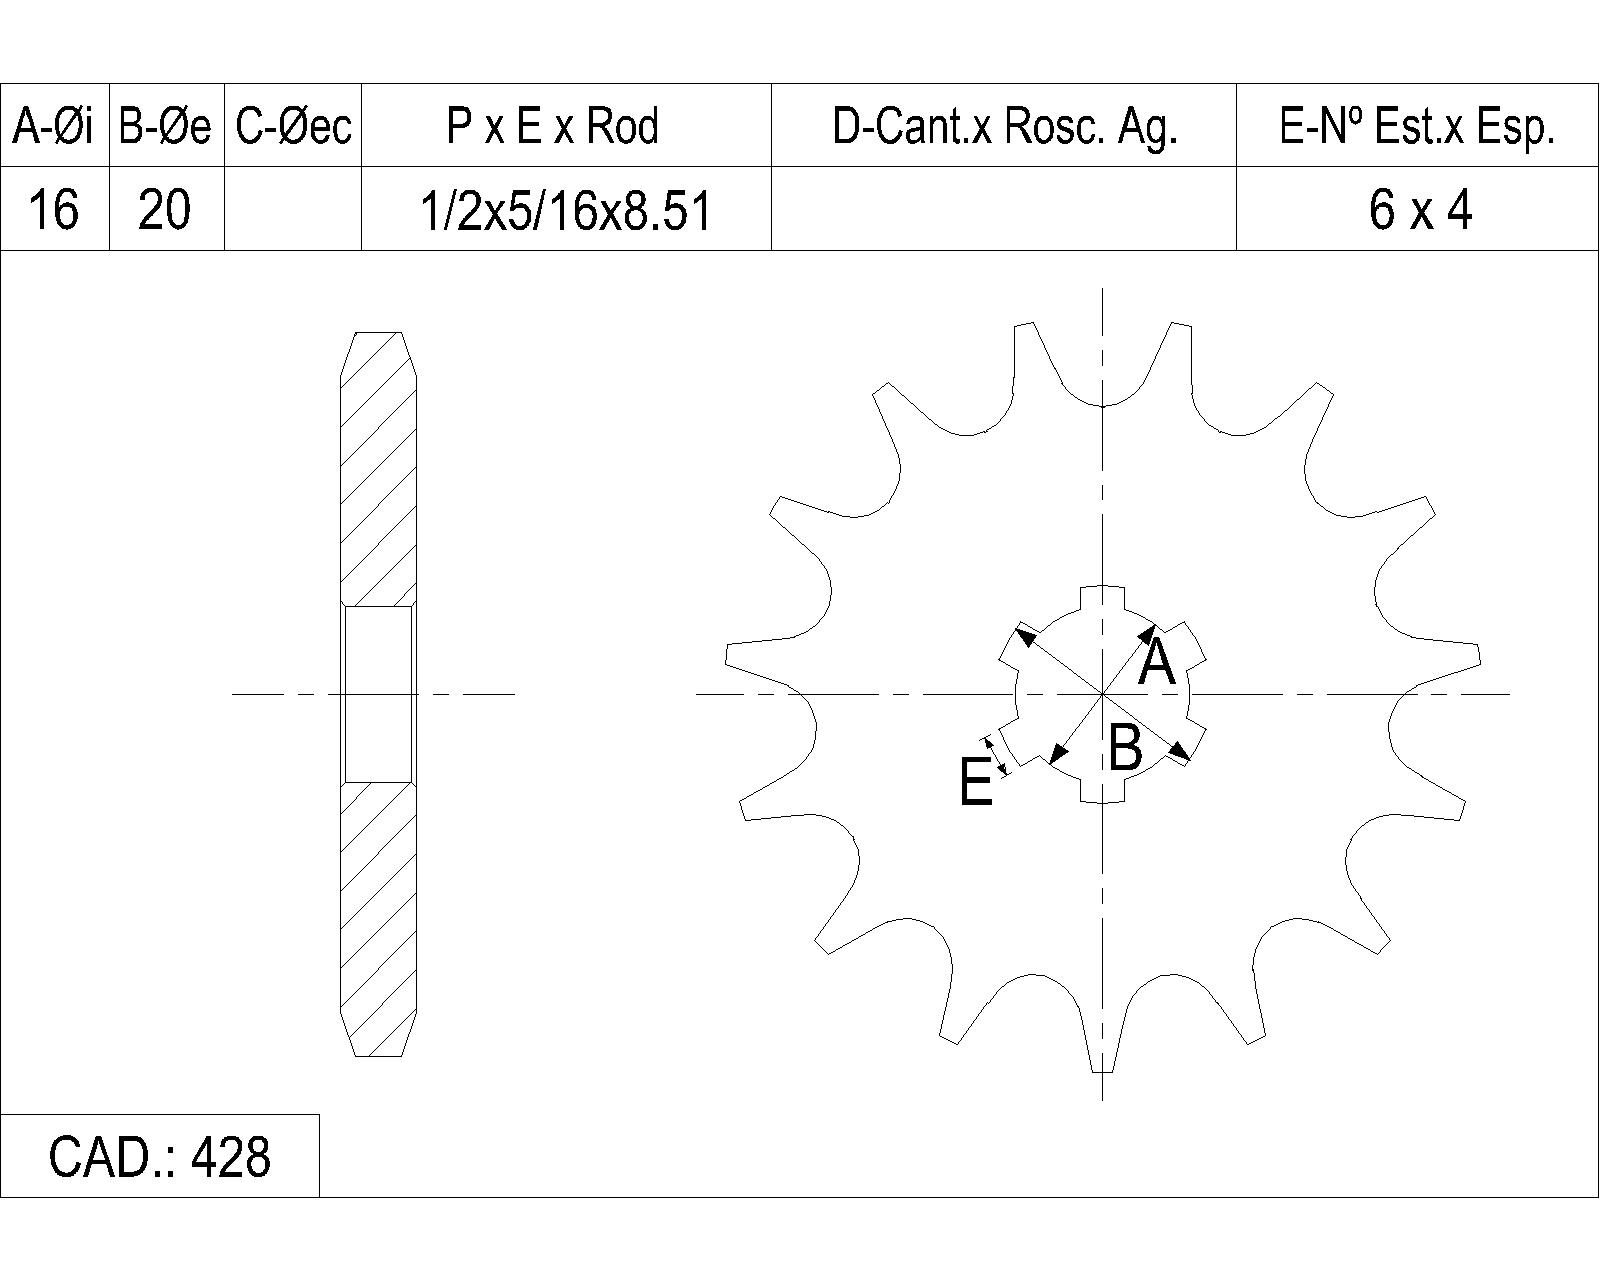 A-Øi B-Øe C-Øec P x E x Rod D-Cant.x Rosc. Ag. E-Nº Est.x Esp.
16 20 1/2x5/16x8.51 6 x 4
A
B
E
CAD.: 428